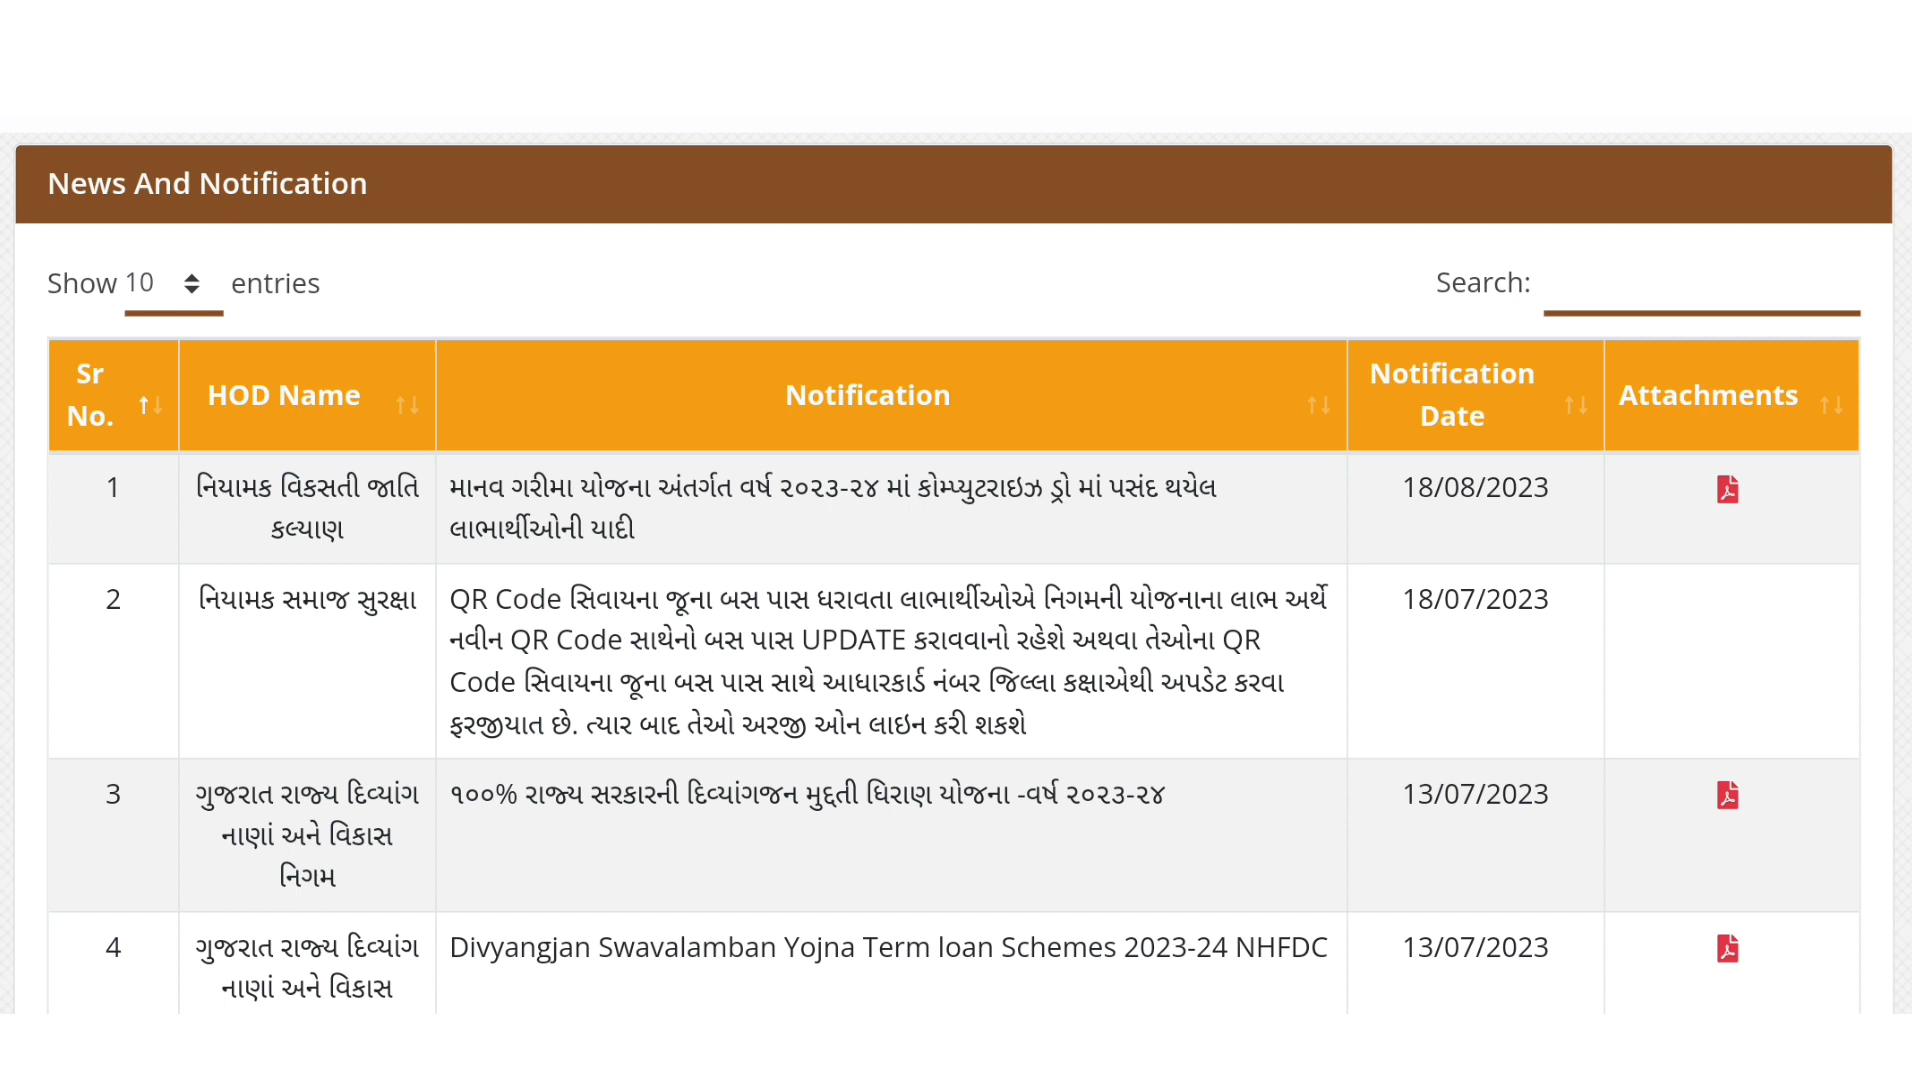 News And Notification
Show 10 entries
Search:
Sr No.
HOD Name
Notification
Notification Date
Attachments
1
નિયામક વિકસતી જાતિ
કલ્યાણ
માનવ ગરીમા યોજના અંતર્ગત વર્ષ ૨૦૨૩-૨૪ માં કોમ્પ્યુટરાઇઝ ડ્રો માં પસંદ થયેલ
લાભાર્થીઓની યાદી
18/08/2023
2
નિયામક સમાજ સુરક્ષા
QR Code સિવાયના જૂના બસ પાસ ધરાવતા લાભાર્થીઓએ નિગમની યોજનાના લાભ અર્થે
નવીન QR Code સાથેનો બસ પાસ UPDATE કરાવવાનો રહેશે અથવા તેઓના QR
Code સિવાયના જૂના બસ પાસ સાથે આધારકાર્ડ નંબર જિલ્લા કક્ષાએથી અપડેટ કરવા
ફરજીયાત છે. ત્યાર બાદ તેઓ અરજી ઓન લાઇન કરી શકશે
18/07/2023
3
ગુજરાત રાજ્ય દિવ્યાંગ
નાણાં અને વિકાસ
નિગમ
૧૦૦% રાજ્ય સરકારની દિવ્યાંગજન મુદ્દતી ધિરાણ યોજના -વર્ષ ૨૦૨૩-૨૪
13/07/2023
4
ગુજરાત રાજ્ય દિવ્યાંગ
નાણાં અને વિકાસ
Divyangjan Swavalamban Yojna Term loan Schemes 2023-24 NHFDC
13/07/2023